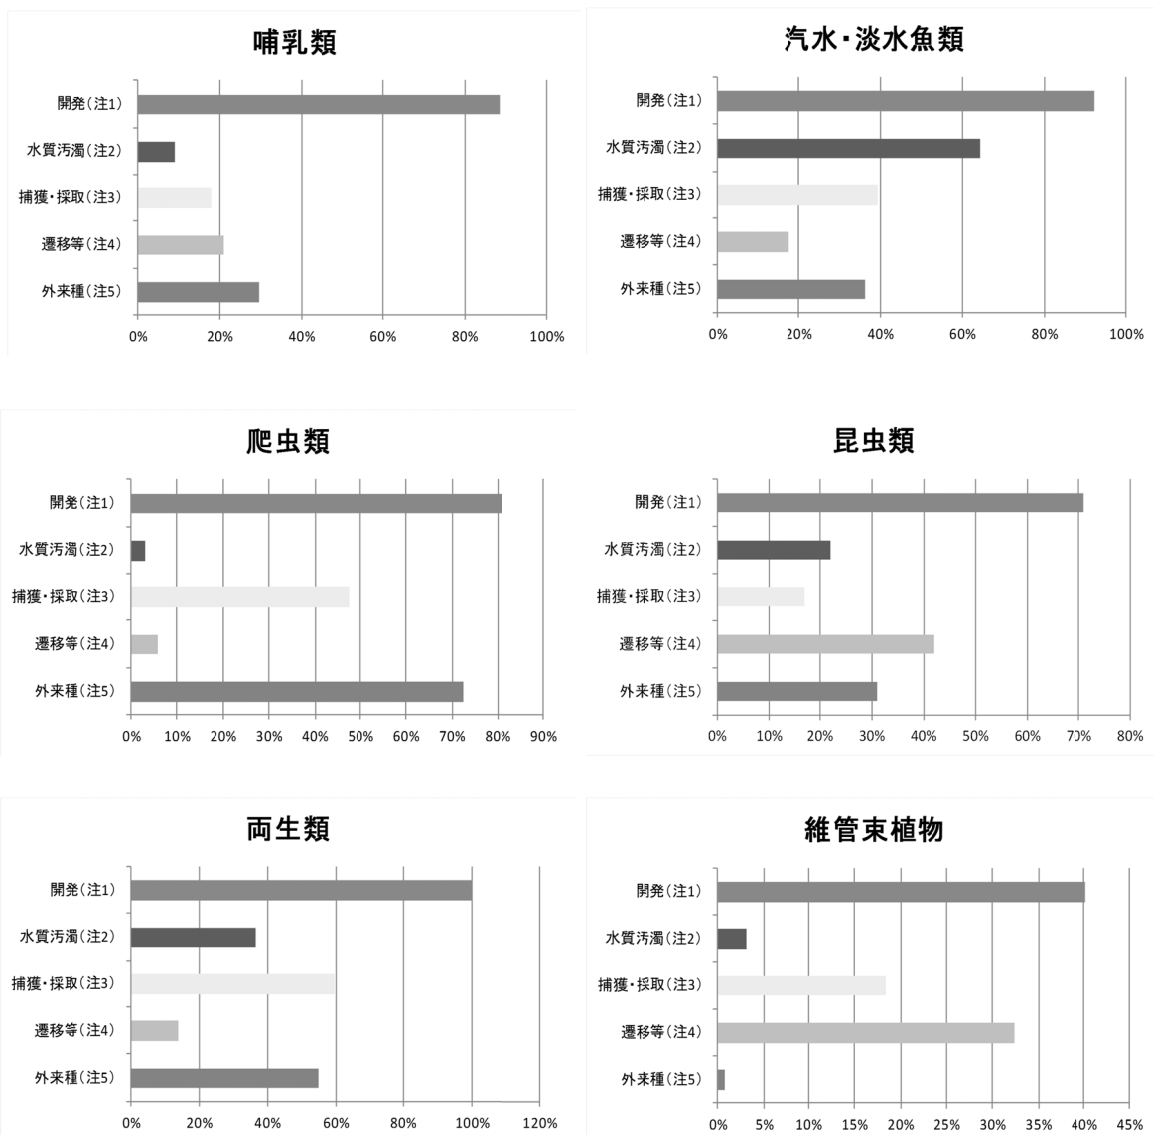 哺乳類
開発(注1)
水質汚濁(注2)
捕獲・採取(注3)
遷移等(注4)
外来種(注5)
0% 20% 40% 60% 80% 100%
汽水・淡水魚類
開発(注1)
水質汚濁(注2)
捕獲・採取(注3)
遷移等(注4)
外来種(注5)
0% 20% 40% 60% 80% 100%
爬虫類
開発(注1)
水質汚濁(注2)
捕獲・採取(注3)
遷移等(注4)
外来種(注5)
0% 10% 20% 30% 40% 50% 60% 70% 80% 90%
昆虫類
開発(注1)
水質汚濁(注2)
捕獲・採取(注3)
遷移等(注4)
外来種(注5)
0% 10% 20% 30% 40% 50% 60% 70% 80%
両生類
開発(注1)
水質汚濁(注2)
捕獲・採取(注3)
遷移等(注4)
外来種(注5)
0% 20% 40% 60% 80% 100% 120%
維管束植物
開発(注1)
水質汚濁(注2)
捕獲・採取(注3)
遷移等(注4)
外来種(注5)
0% 5% 10% 15% 20% 25% 30% 35% 40% 45%